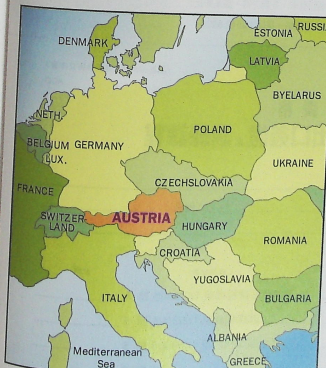 RUSSI
ESTONIA
DENMARK
LATVIA
BYELARUS
NETH.
POLAND
BELGIUM
GERMANY
LUX.
UKRAINE
CZECHSLOVAKIA
FRANCE
SWITZER-
LAND
AUSTRIA
HUNGARY
ROMANIA
CROATIA
YUGOSLAVIA
ITALY
BULGARIA
ALBANIA
Mediterranean
Sea
GREECE